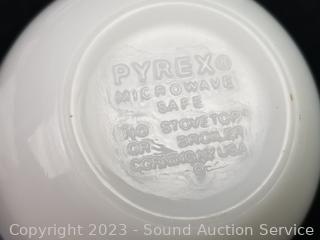 PYREX®
MICROWAVE
SAFE
NO STOVETOP
OR BROILER
CORNING NY USA
Copyright 2023 - Sound Auction Service